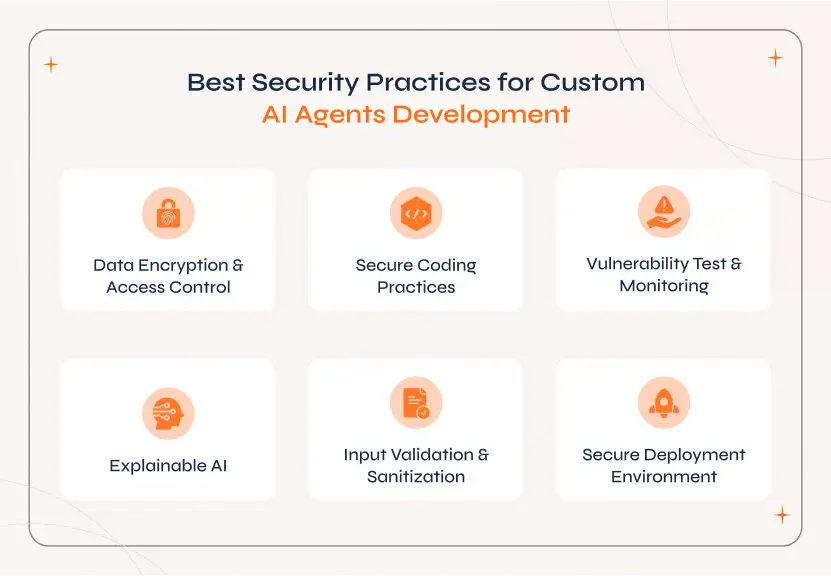 Best Security Practices for Custom
AI Agents Development
Data Encryption &
Access Control
Secure Coding
Practices
Vulnerability Test &
Monitoring
Explainable AI
Input Validation &
Sanitization
Secure Deployment
Environment